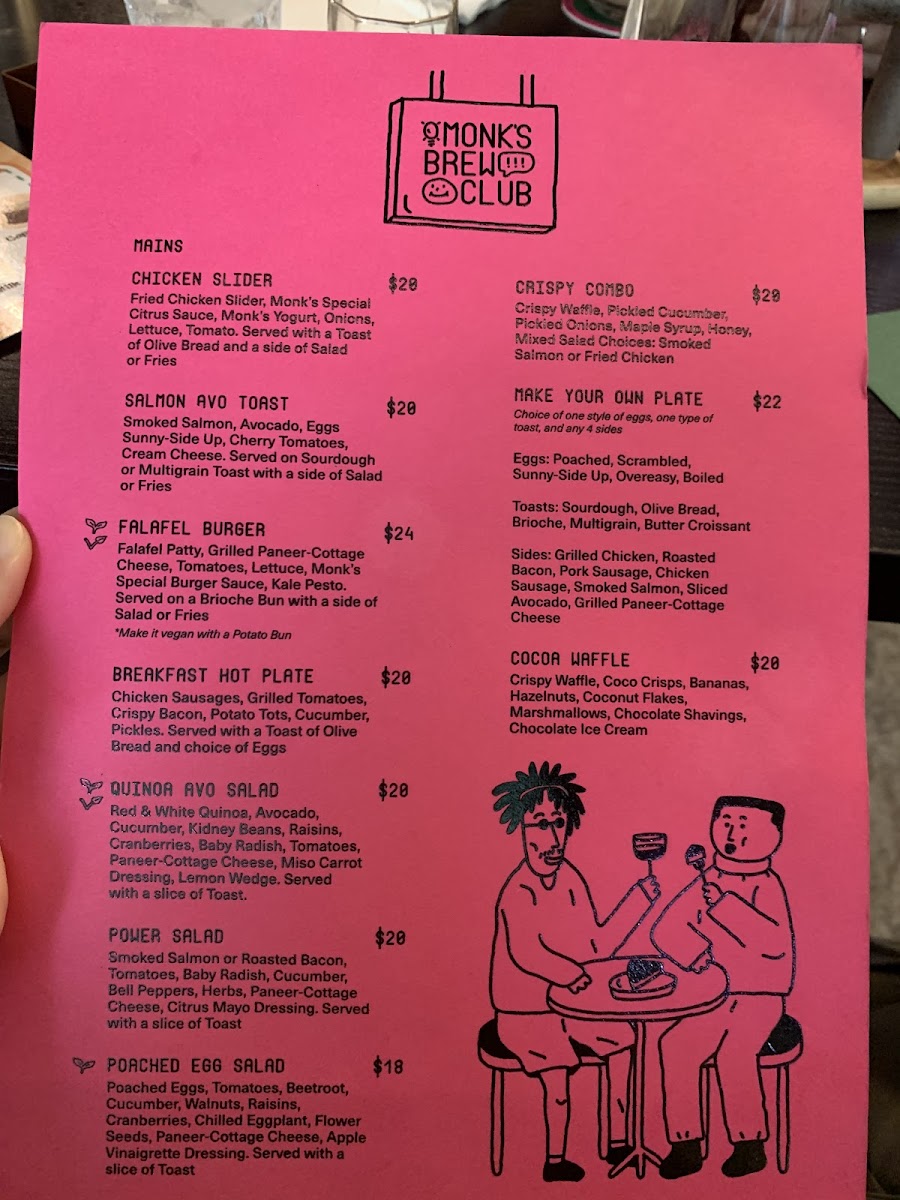 MONK'S
BREW !!!
CLUB
MAINS
CHICKEN SLIDER $20
Fried Chicken Slider, Monk's Special
Citrus Sauce, Monk's Yogurt, Onions,
Lettuce, Tomato. Served with a Toast
of Olive Bread and a side of Salad
or Fries
SALMON AVO TOAST $20
Smoked Salmon, Avocado, Eggs
Sunny-Side Up, Cherry Tomatoes,
Cream Cheese. Served on Sourdough
or Multigrain Toast with a side of Salad
or Fries
FALAFEL BURGER $24
Falafel Patty, Grilled Paneer-Cottage
Cheese, Tomatoes, Lettuce, Monk's
Special Burger Sauce, Kale Pesto.
Served on a Brioche Bun with a side of
Salad or Fries
*Make it vegan with a Potato Bun
BREAKFAST HOT PLATE $20
Chicken Sausages, Grilled Tomatoes,
Crispy Bacon, Potato Tots, Cucumber,
Pickles. Served with a Toast of Olive
Bread and choice of Eggs
QUINOA AVO SALAD $20
Red & White Quinoa, Avocado,
Cucumber, Kidney Beans, Raisins,
Cranberries, Baby Radish, Tomatoes,
Paneer-Cottage Cheese, Miso Carrot
Dressing, Lemon Wedge. Served
with a slice of Toast.
POWER SALAD $20
Smoked Salmon or Roasted Bacon,
Tomatoes, Baby Radish, Cucumber,
Bell Peppers, Herbs, Paneer-Cottage
Cheese, Citrus Mayo Dressing. Served
with a slice of Toast
POACHED EGG SALAD $18
Poached Eggs, Tomatoes, Beetroot,
Cucumber, Walnuts, Raisins,
Cranberries, Chilled Eggplant, Flower
Seeds, Paneer-Cottage Cheese, Apple
Vinaigrette Dressing. Served with a
slice of Toast
CRISPY COMBO $20
Crispy Waffle, Pickled Cucumber,
Pickled Onions, Maple Syrup, Honey,
Mixed Salad Choices: Smoked
Salmon or Fried Chicken
MAKE YOUR OWN PLATE $22
Choice of one style of eggs, one type of
toast, and any 4 sides
Eggs: Poached, Scrambled,
Sunny-Side Up, Overeasy, Boiled
Toasts: Sourdough, Olive Bread,
Brioche, Multigrain, Butter Croissant
Sides: Grilled Chicken, Roasted
Bacon, Pork Sausage, Chicken
Sausage, Smoked Salmon, Sliced
Avocado, Grilled Paneer-Cottage
Cheese
COCOA WAFFLE $20
Crispy Waffle, Coco Crisps, Bananas,
Hazelnuts, Coconut Flakes,
Marshmallows, Chocolate Shavings,
Chocolate Ice Cream